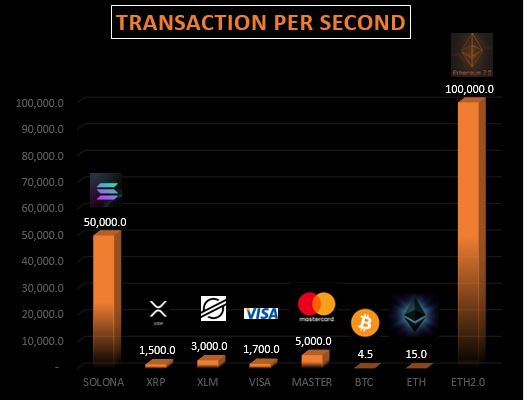 TRANSACTION PER SECOND
Ethereum 2.0
100,000.0
100,000.0
90,000.0
80,000.0
70,000.0
60,000.0
50,000.0
40,000.0
30,000.0
20,000.0
10,000.0
-
50,000.0
XRP
VISA
mastercard
1,500.0
3,000.0
1,700.0
5,000.0
4.5
15.0
SOLONA
XRP
XLM
VISA
MASTER
BTC
ETH
ETH2.0